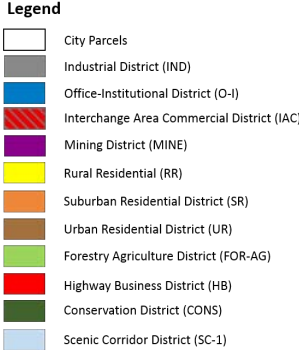 Legend
City Parcels
Industrial District (IND)
Office-Institutional District (O-I)
Interchange Area Commercial District (IAC)
Mining District (MINE)
Rural Residential (RR)
Suburban Residential District (SR)
Urban Residential District (UR)
Forestry Agriculture District (FOR-AG)
Highway Business District (HB)
Conservation District (CONS)
Scenic Corridor District (SC-1)